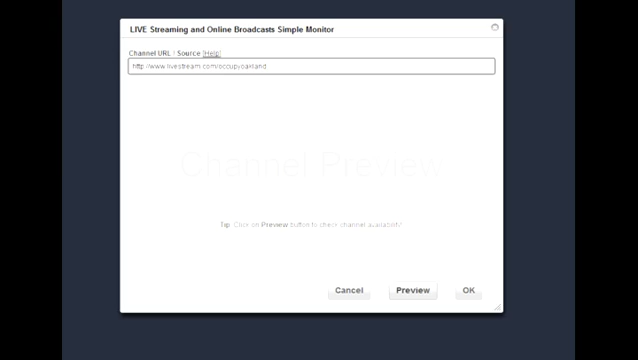 LIVE Streaming and Online Broadcasts Simple Monitor
Channel URL / Source [Help]
http://www.livestream.com/occupyoakland
Channel Preview
Tip: Click on Preview button to check channel availability!
Cancel
Preview
OK